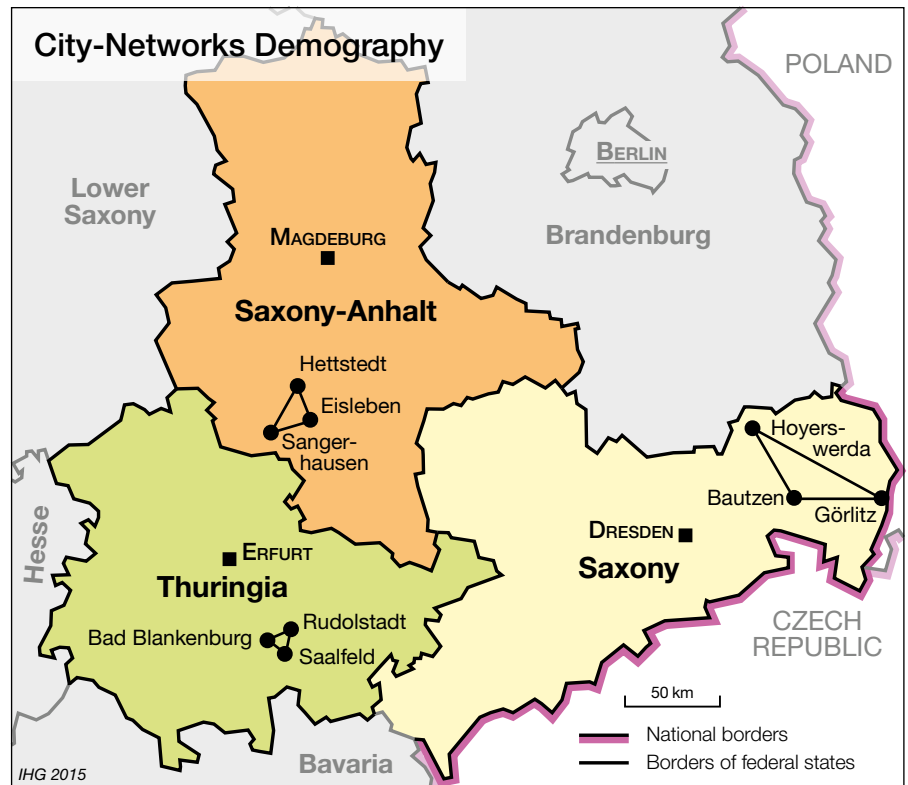 City-Networks Demography
POLAND
BERLIN
Lower
Saxony
Brandenburg
MAGDEBURG
Saxony-Anhalt
Hettstedt
Eisleben
Sanger-
hausen
Hoyers-
werda
Bautzen
Görlitz
Hesse
DRESDEN
Saxony
ERFURT
Thuringia
Rudolstadt
Bad Blankenburg
Saalfeld
CZECH
REPUBLIC
50 km
National borders
Borders of federal states
Bavaria
IHG 2015